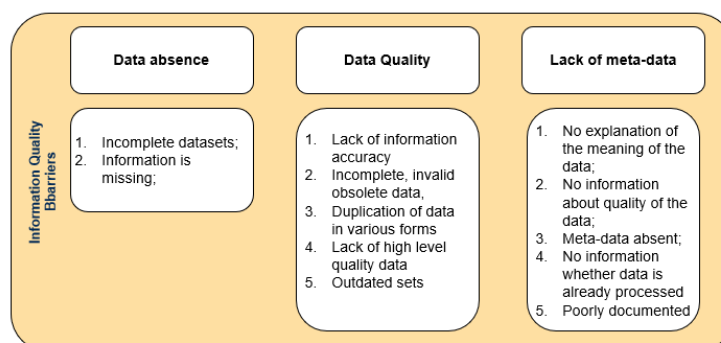 Information Quality
Bbarriers
Data absence
1. Incomplete datasets;
2. Information is
missing;
Data Quality
1. Lack of information
accuracy
2. Incomplete, invalid
obsolete data,
3. Duplication of data
in various forms
4. Lack of high level
quality data
5. Outdated sets
Lack of meta-data
1. No explanation of
the meaning of the
data;
2. No information
about quality of the
data;
3. Meta-data absent;
4. No information
whether data is
already processed
5. Poorly documented